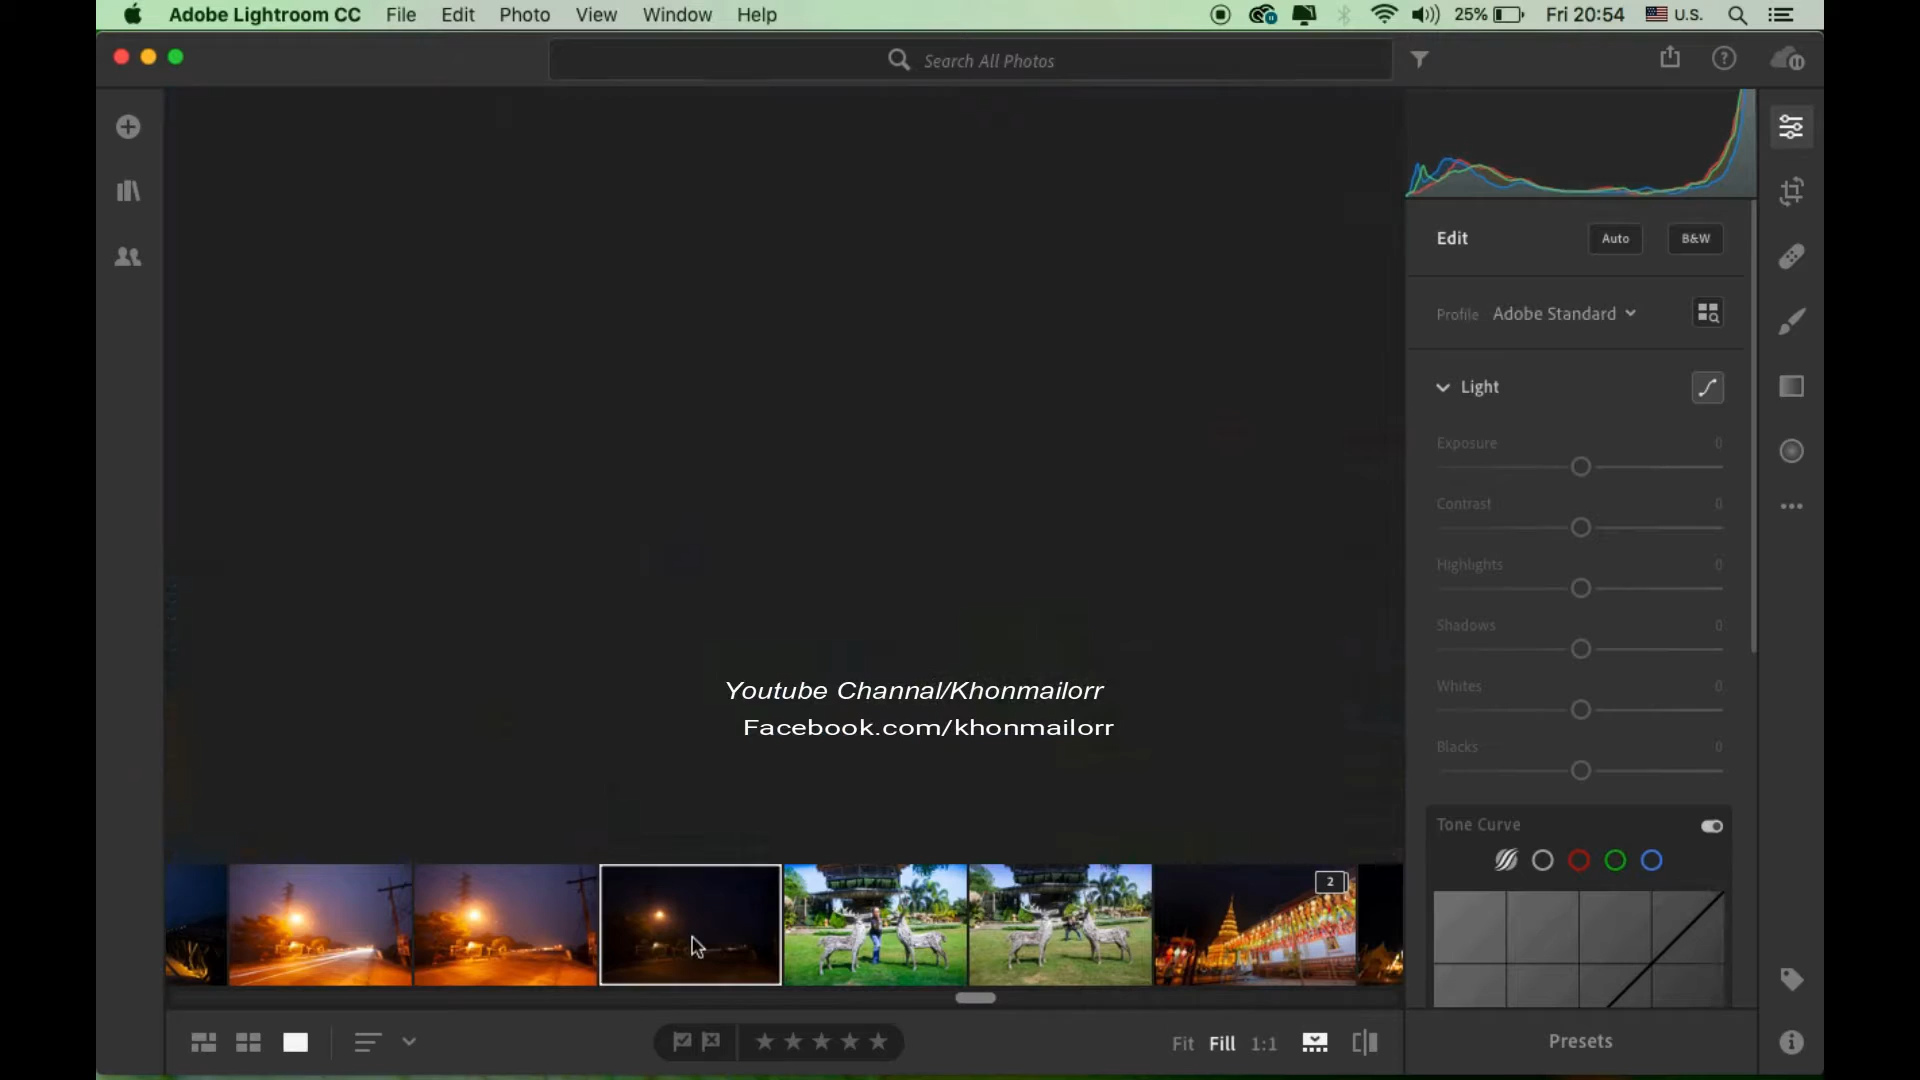 Adobe Lightroom CC File Edit Photo View Window Help 25% Fri 20:54 U.S.
Search All Photos
Edit Auto B&W
Profile Adobe Standard
Light
Exposure 0
Contrast 0
Highlights 0
Shadows 0
Whites 0
Blacks 0
Youtube Channal/Khonmailorr
Facebook.com/khonmailorr
Tone Curve
2
Fit Fill 1:1
Presets